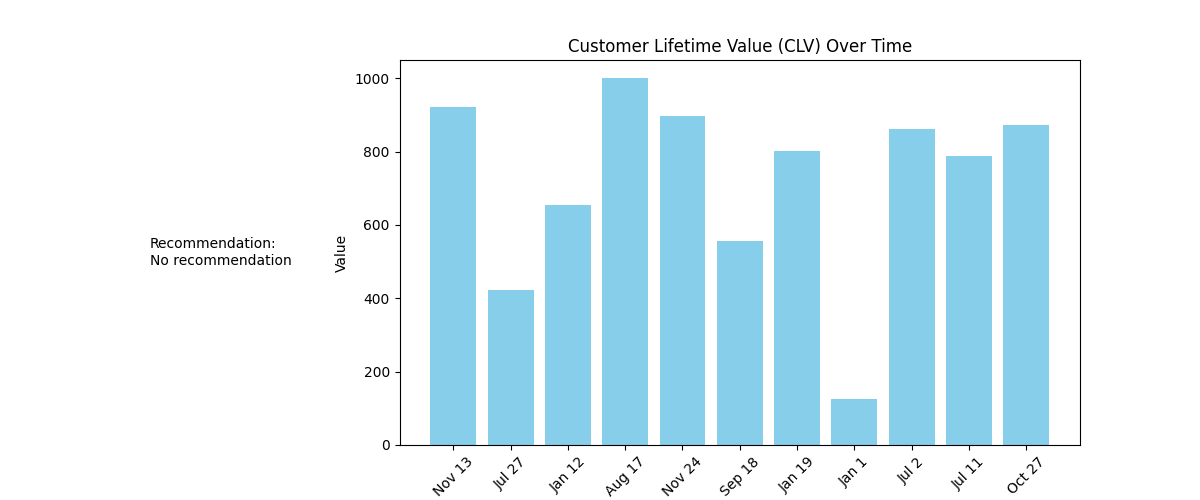 Customer Lifetime Value (CLV) Over Time
Recommendation:
No recommendation
Value
1000
800
600
400
200
0
Nov 13
Jul 27
Jan 12
Aug 17
Nov 24
Sep 18
Jan 19
Jan 1
Jul 2
Jul 11
Oct 27